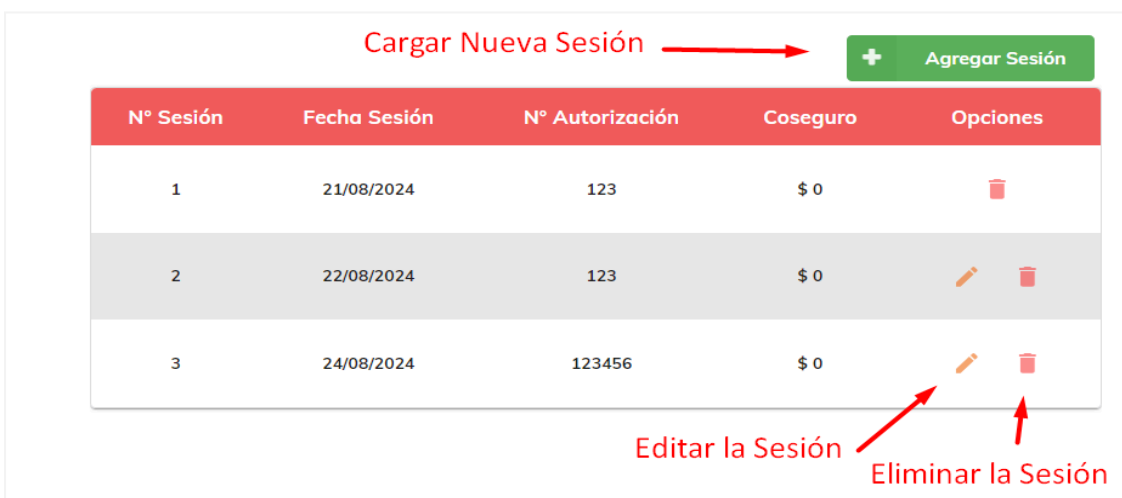 Cargar Nueva Sesión
Agregar Sesión
N° Sesión Fecha Sesión N° Autorización Coseguro Opciones
1 21/08/2024 123 $ 0
2 22/08/2024 123 $ 0
3 24/08/2024 123456 $ 0
Editar la Sesión
Eliminar la Sesión